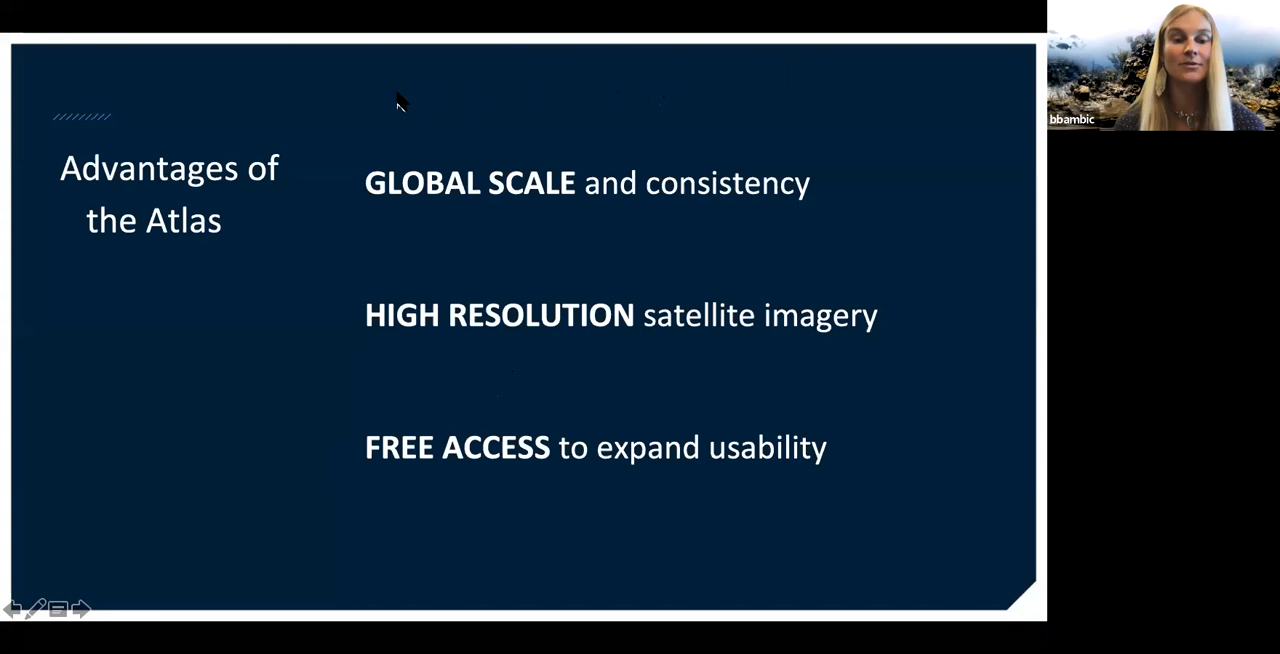 Advantages of
the Atlas
GLOBAL SCALE and consistency
HIGH RESOLUTION satellite imagery
FREE ACCESS to expand usability
bbambic